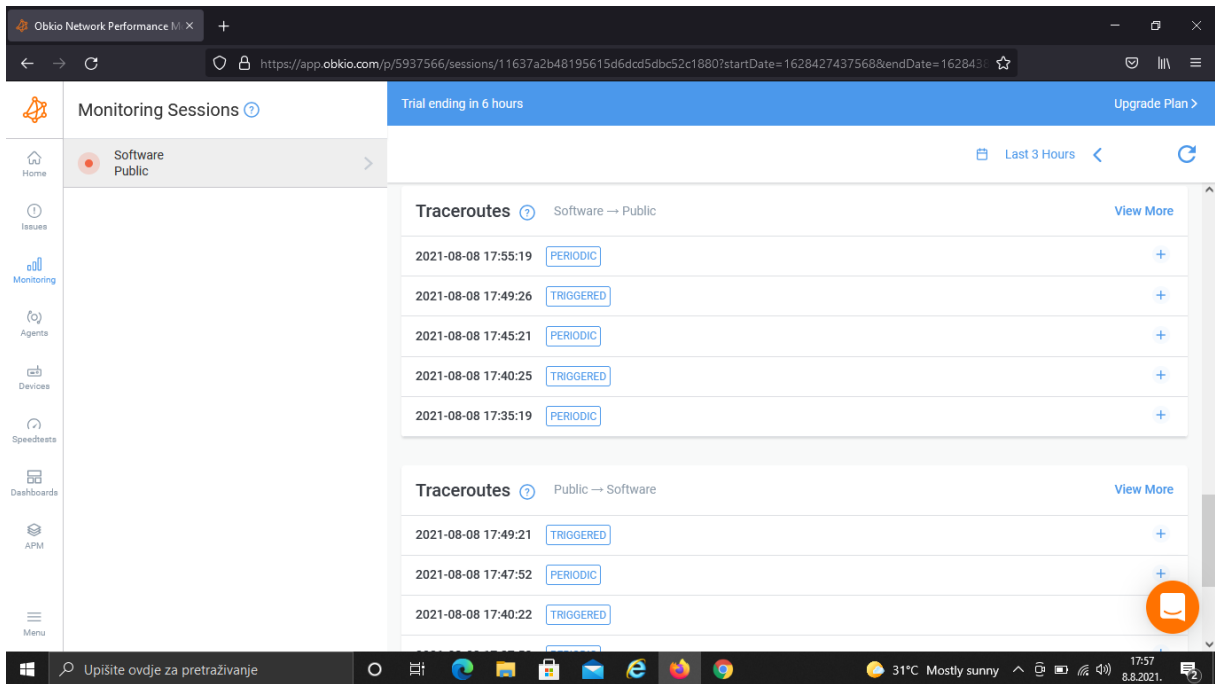 Obkio Network Performance M
https://app.obkio.com/p/5937566/sessions/11637a2b48195615d6dcd5dbc52c1880?startDate=1628427437568&endDate=1628438
Monitoring Sessions ?
Trial ending in 6 hours
Upgrade Plan >
Software
Public
Last 3 Hours
Home
Issues
Monitoring
Agents
Devices
Speedtests
Dashboards
APM
Menu
Traceroutes ? Software → Public View More
2021-08-08 17:55:19 PERIODIC +
2021-08-08 17:49:26 TRIGGERED +
2021-08-08 17:45:21 PERIODIC +
2021-08-08 17:40:25 TRIGGERED +
2021-08-08 17:35:19 PERIODIC +
Traceroutes ? Public → Software View More
2021-08-08 17:49:21 TRIGGERED +
2021-08-08 17:47:52 PERIODIC +
2021-08-08 17:40:22 TRIGGERED
Upišite ovdje za pretraživanje
31°C Mostly sunny
17:57
8.8.2021.
2